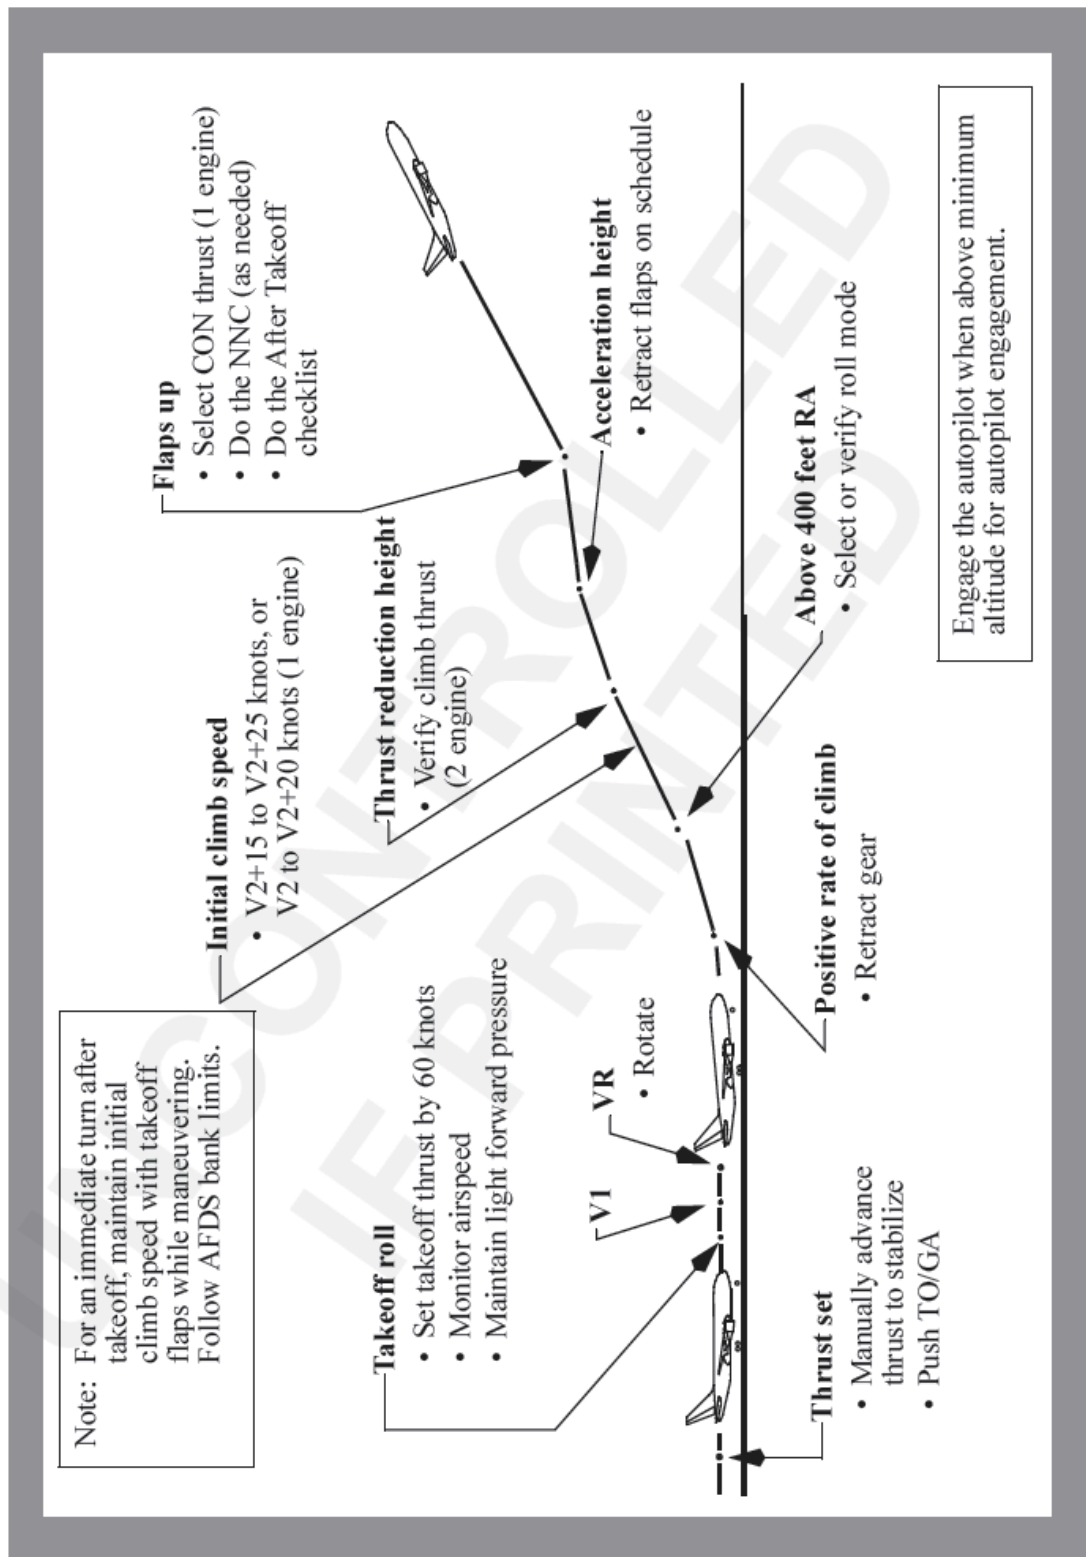 Note: For an immediate turn after
takeoff, maintain initial
climb speed with takeoff
flaps while maneuvering.
Follow AFDS bank limits.
Initial climb speed
• V2+15 to V2+25 knots, or
V2 to V2+20 knots (1 engine)
Flaps up
• Select CON thrust (1 engine)
• Do the NNC (as needed)
• Do the After Takeoff
checklist
Takeoff roll
• Set takeoff thrust by 60 knots
• Monitor airspeed
• Maintain light forward pressure
Thrust reduction height
• Verify climb thrust
(2 engine)
V1
VR
• Rotate
Acceleration height
• Retract flaps on schedule
Thrust set
• Manually advance
thrust to stabilize
• Push TO/GA
Positive rate of climb
• Retract gear
Above 400 feet RA
• Select or verify roll mode
Engage the autopilot when above minimum
altitude for autopilot engagement.
UNCONTROLLED
IF PRINTED